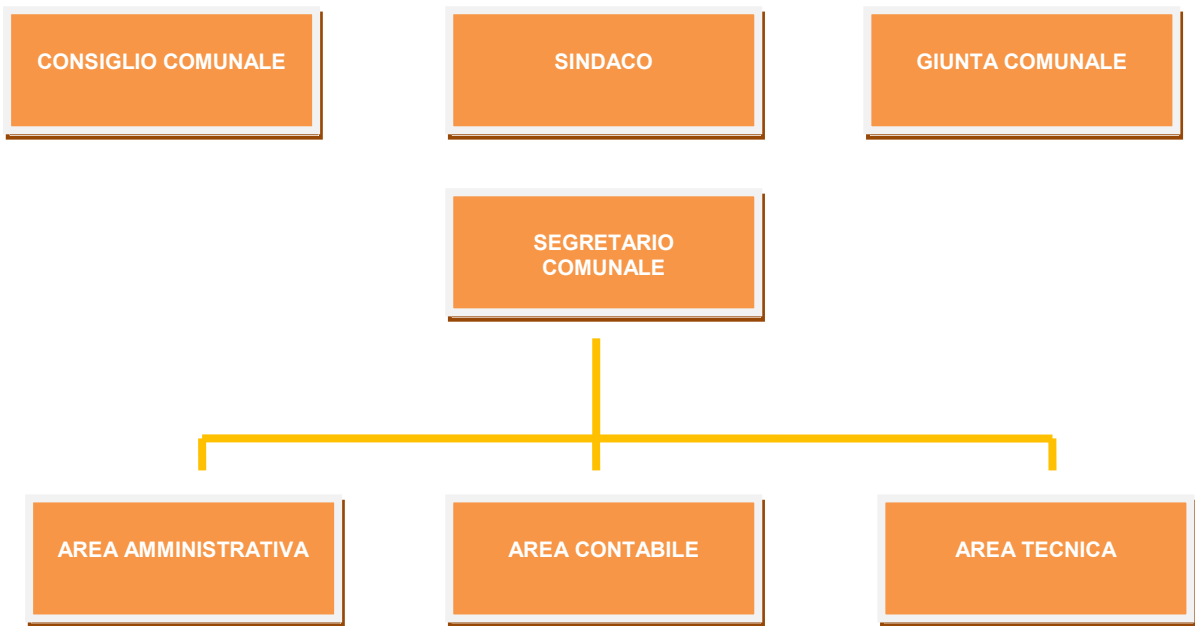 CONSIGLIO COMUNALE
SINDACO
GIUNTA COMUNALE
SEGRETARIO
COMUNALE
AREA AMMINISTRATIVA
AREA CONTABILE
AREA TECNICA